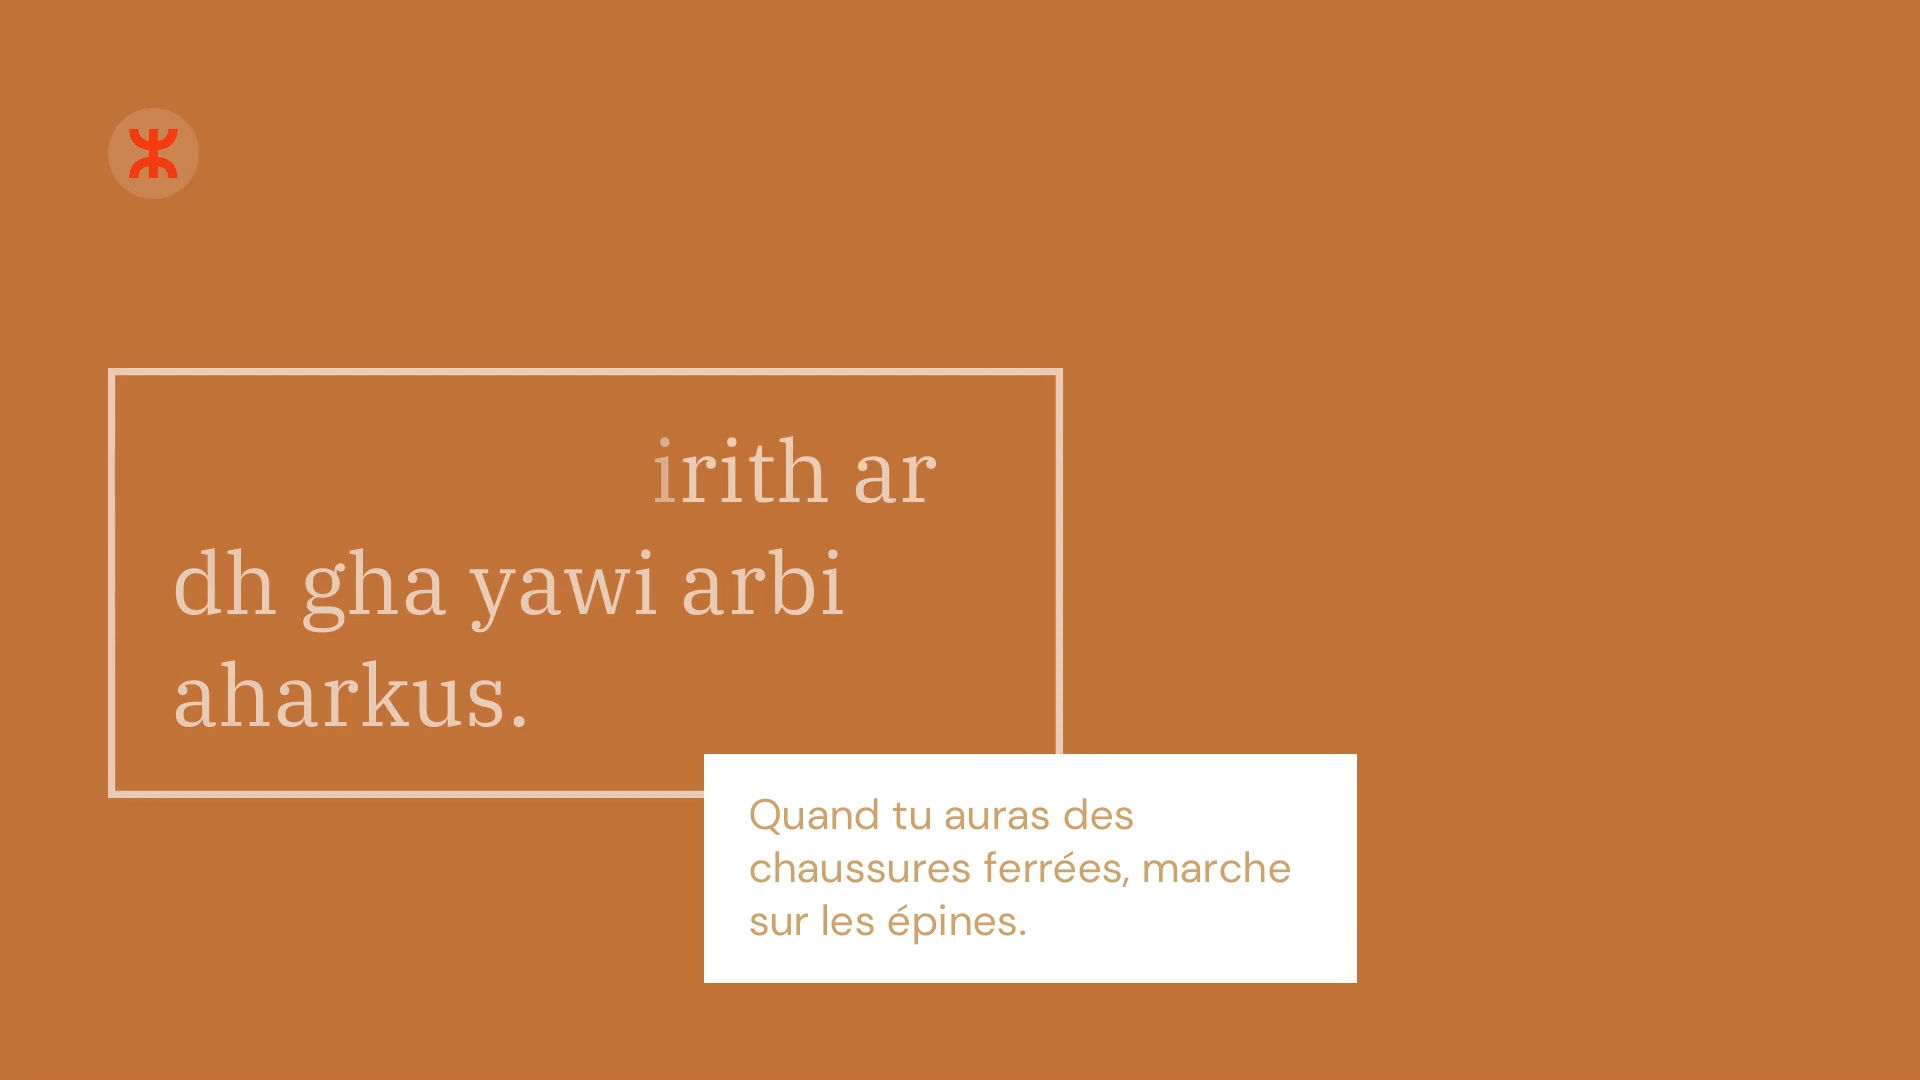 ⵣ
irith ar
dh gha yawi arbi
aharkus.
Quand tu auras des
chaussures ferrées, marche
sur les épines.